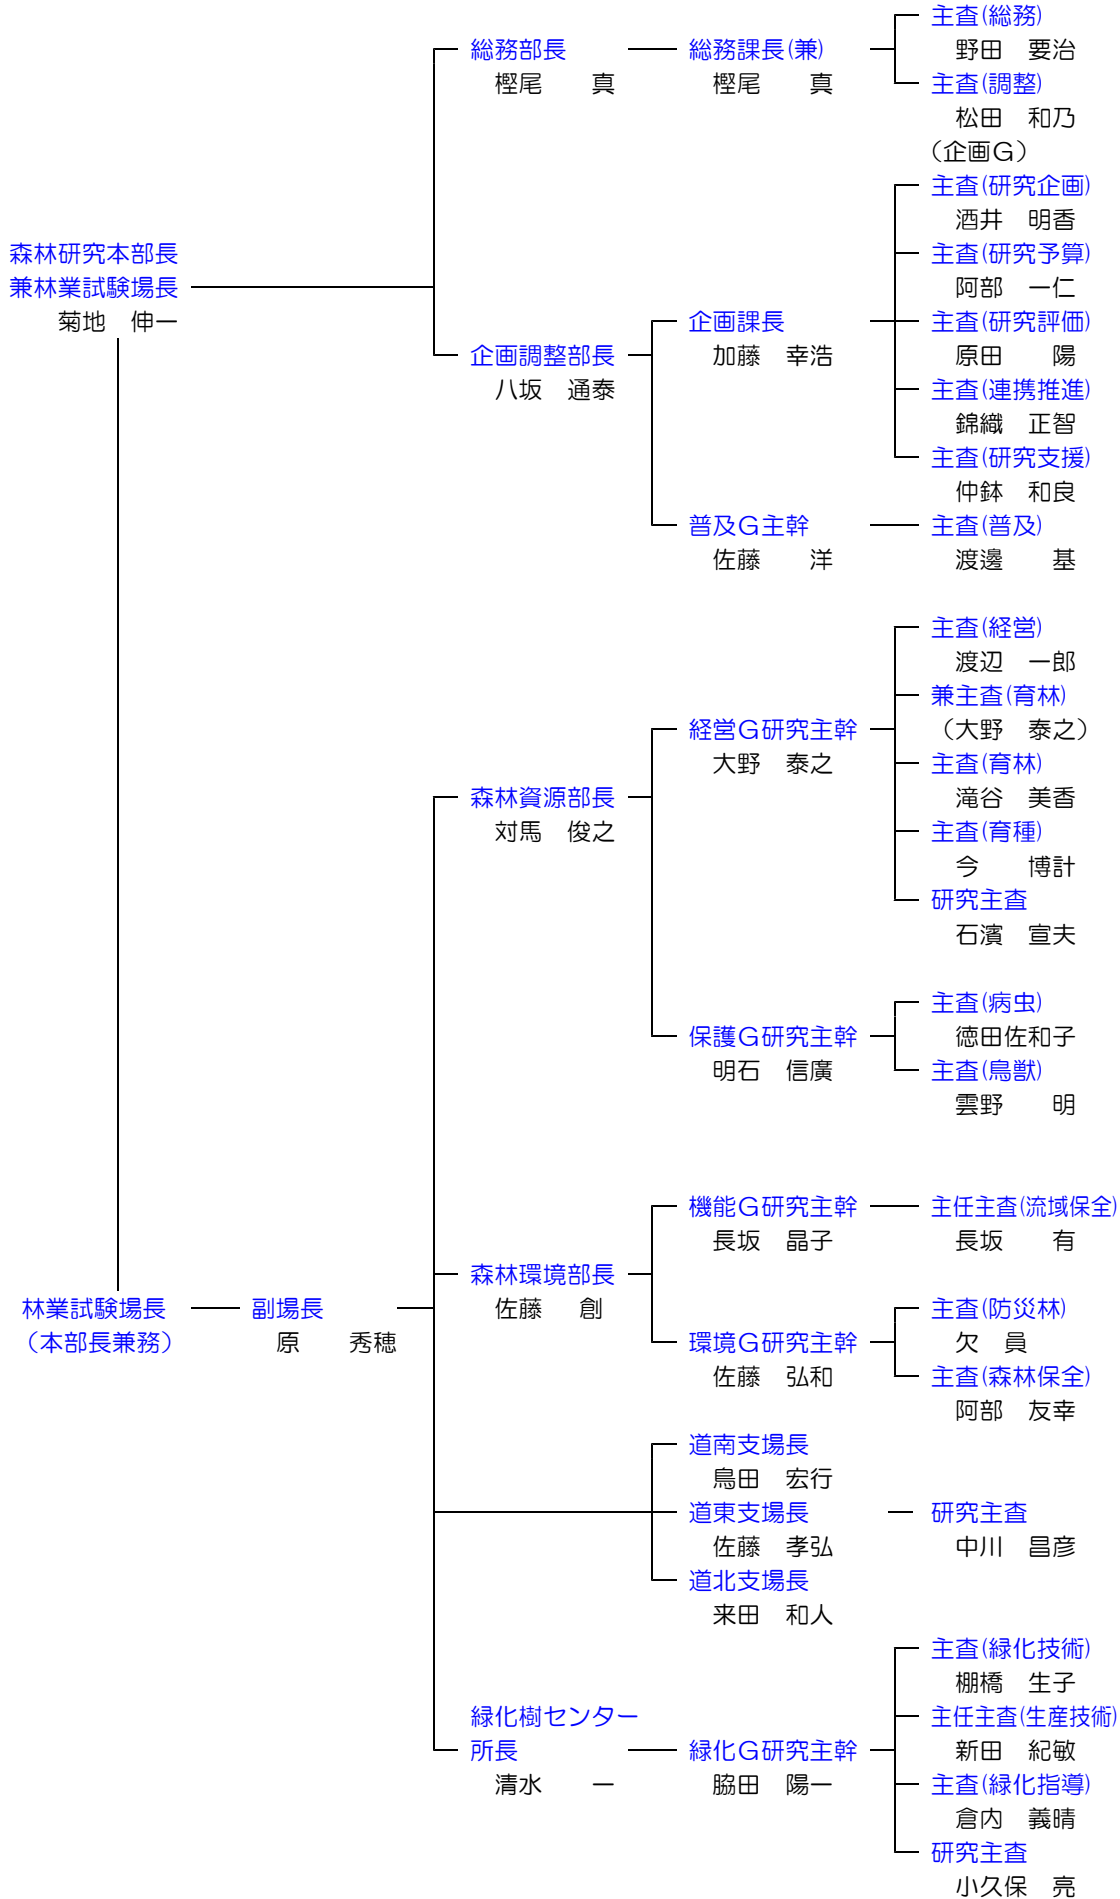 主査(総務)
総務部長 総務課長(兼) 野田 要治
樫尾 真 樫尾 真 主査(調整)
松田 和乃
（企画Ｇ）
主査(研究企画)
酒井 明香
森林研究本部長 主査(研究予算)
兼林業試験場長 阿部 一仁
菊地 伸一 企画課長 主査(研究評価)
企画調整部長 加藤 幸浩 原田 陽
八坂 通泰 主査(連携推進)
錦織 正智
主査(研究支援)
仲鉢 和良
普及Ｇ主幹 主査(普及)
佐藤 洋 渡邊 基
主査(経営)
渡辺 一郎
兼主査(育林)
経営Ｇ研究主幹 （大野 泰之）
大野 泰之 主査(育林)
森林資源部長 滝谷 美香
対馬 俊之 主査(育種)
今 博計
研究主査
石濱 宣夫
主査(病虫)
保護Ｇ研究主幹 徳田佐和子
明石 信廣 主査(鳥獣)
雲野 明
機能Ｇ研究主幹 主任主査(流域保全)
長坂 晶子 長坂 有
森林環境部長
林業試験場長 副場長 佐藤 創 主査(防災林)
（本部長兼務） 原 秀穂 環境Ｇ研究主幹 欠 員
佐藤 弘和 主査(森林保全)
阿部 友幸
道南支場長
鳥田 宏行
道東支場長 研究主査
佐藤 孝弘 中川 昌彦
道北支場長
来田 和人
主査(緑化技術)
棚橋 生子
緑化樹センター 主任主査(生産技術)
所長 緑化Ｇ研究主幹 新田 紀敏
清水 一 脇田 陽一 主査(緑化指導)
倉内 義晴
研究主査
小久保 亮